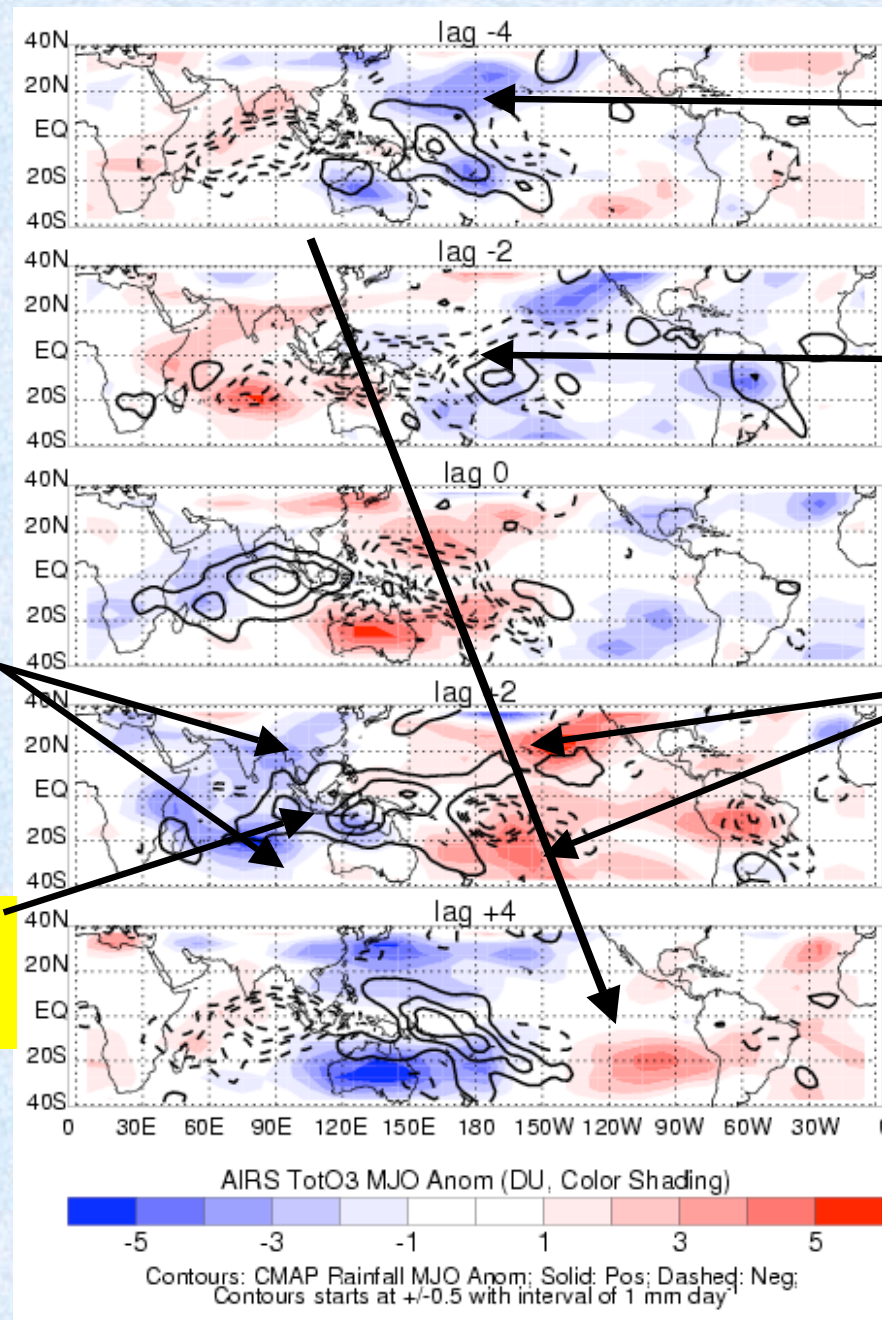 lag -4
40N
20N
EQ
20S
40S
lag -2
40N
20N
EQ
20S
40S
lag 0
40N
20N
EQ
20S
40S
lag +2
40N
20N
EQ
20S
40S
lag +4
40N
20N
EQ
20S
40S
0 30E 60E 90E 120E 150E 180 150W 120W 90W 60W 30W
AIRS TotO3 MJO Anom (DU, Color Shading)
-5 -3 -1 1 3 5
Contours: CMAP Rainfall MJO Anom; Solid: Pos; Dashed: Neg;
Contours starts at +/-0.5 with interval of 1 mm day⁻¹